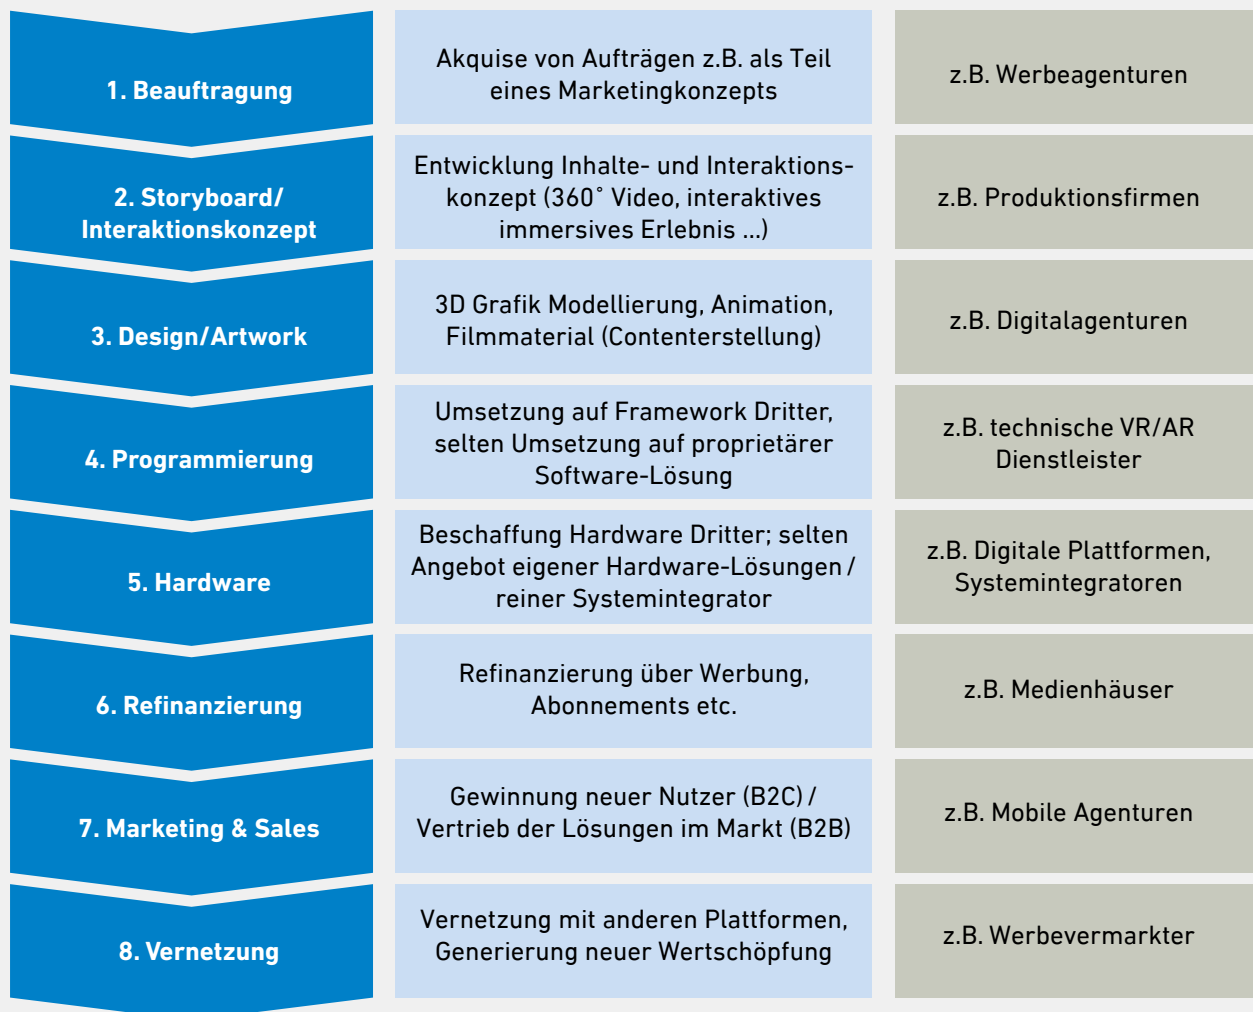 1. Beauftragung
Akquise von Aufträgen z.B. als Teil
eines Marketingkonzepts
z.B. Werbeagenturen
2. Storyboard/
Interaktionskonzept
Entwicklung Inhalte- und Interaktions-
konzept (360° Video, interaktives
immersives Erlebnis ...)
z.B. Produktionsfirmen
3. Design/Artwork
3D Grafik Modellierung, Animation,
Filmmaterial (Contenterstellung)
z.B. Digitalagenturen
4. Programmierung
Umsetzung auf Framework Dritter,
selten Umsetzung auf proprietärer
Software-Lösung
z.B. technische VR/AR
Dienstleister
5. Hardware
Beschaffung Hardware Dritter; selten
Angebot eigener Hardware-Lösungen /
reiner Systemintegrator
z.B. Digitale Plattformen,
Systemintegratoren
6. Refinanzierung
Refinanzierung über Werbung,
Abonnements etc.
z.B. Medienhäuser
7. Marketing & Sales
Gewinnung neuer Nutzer (B2C) /
Vertrieb der Lösungen im Markt (B2B)
z.B. Mobile Agenturen
8. Vernetzung
Vernetzung mit anderen Plattformen,
Generierung neuer Wertschöpfung
z.B. Werbevermarkter